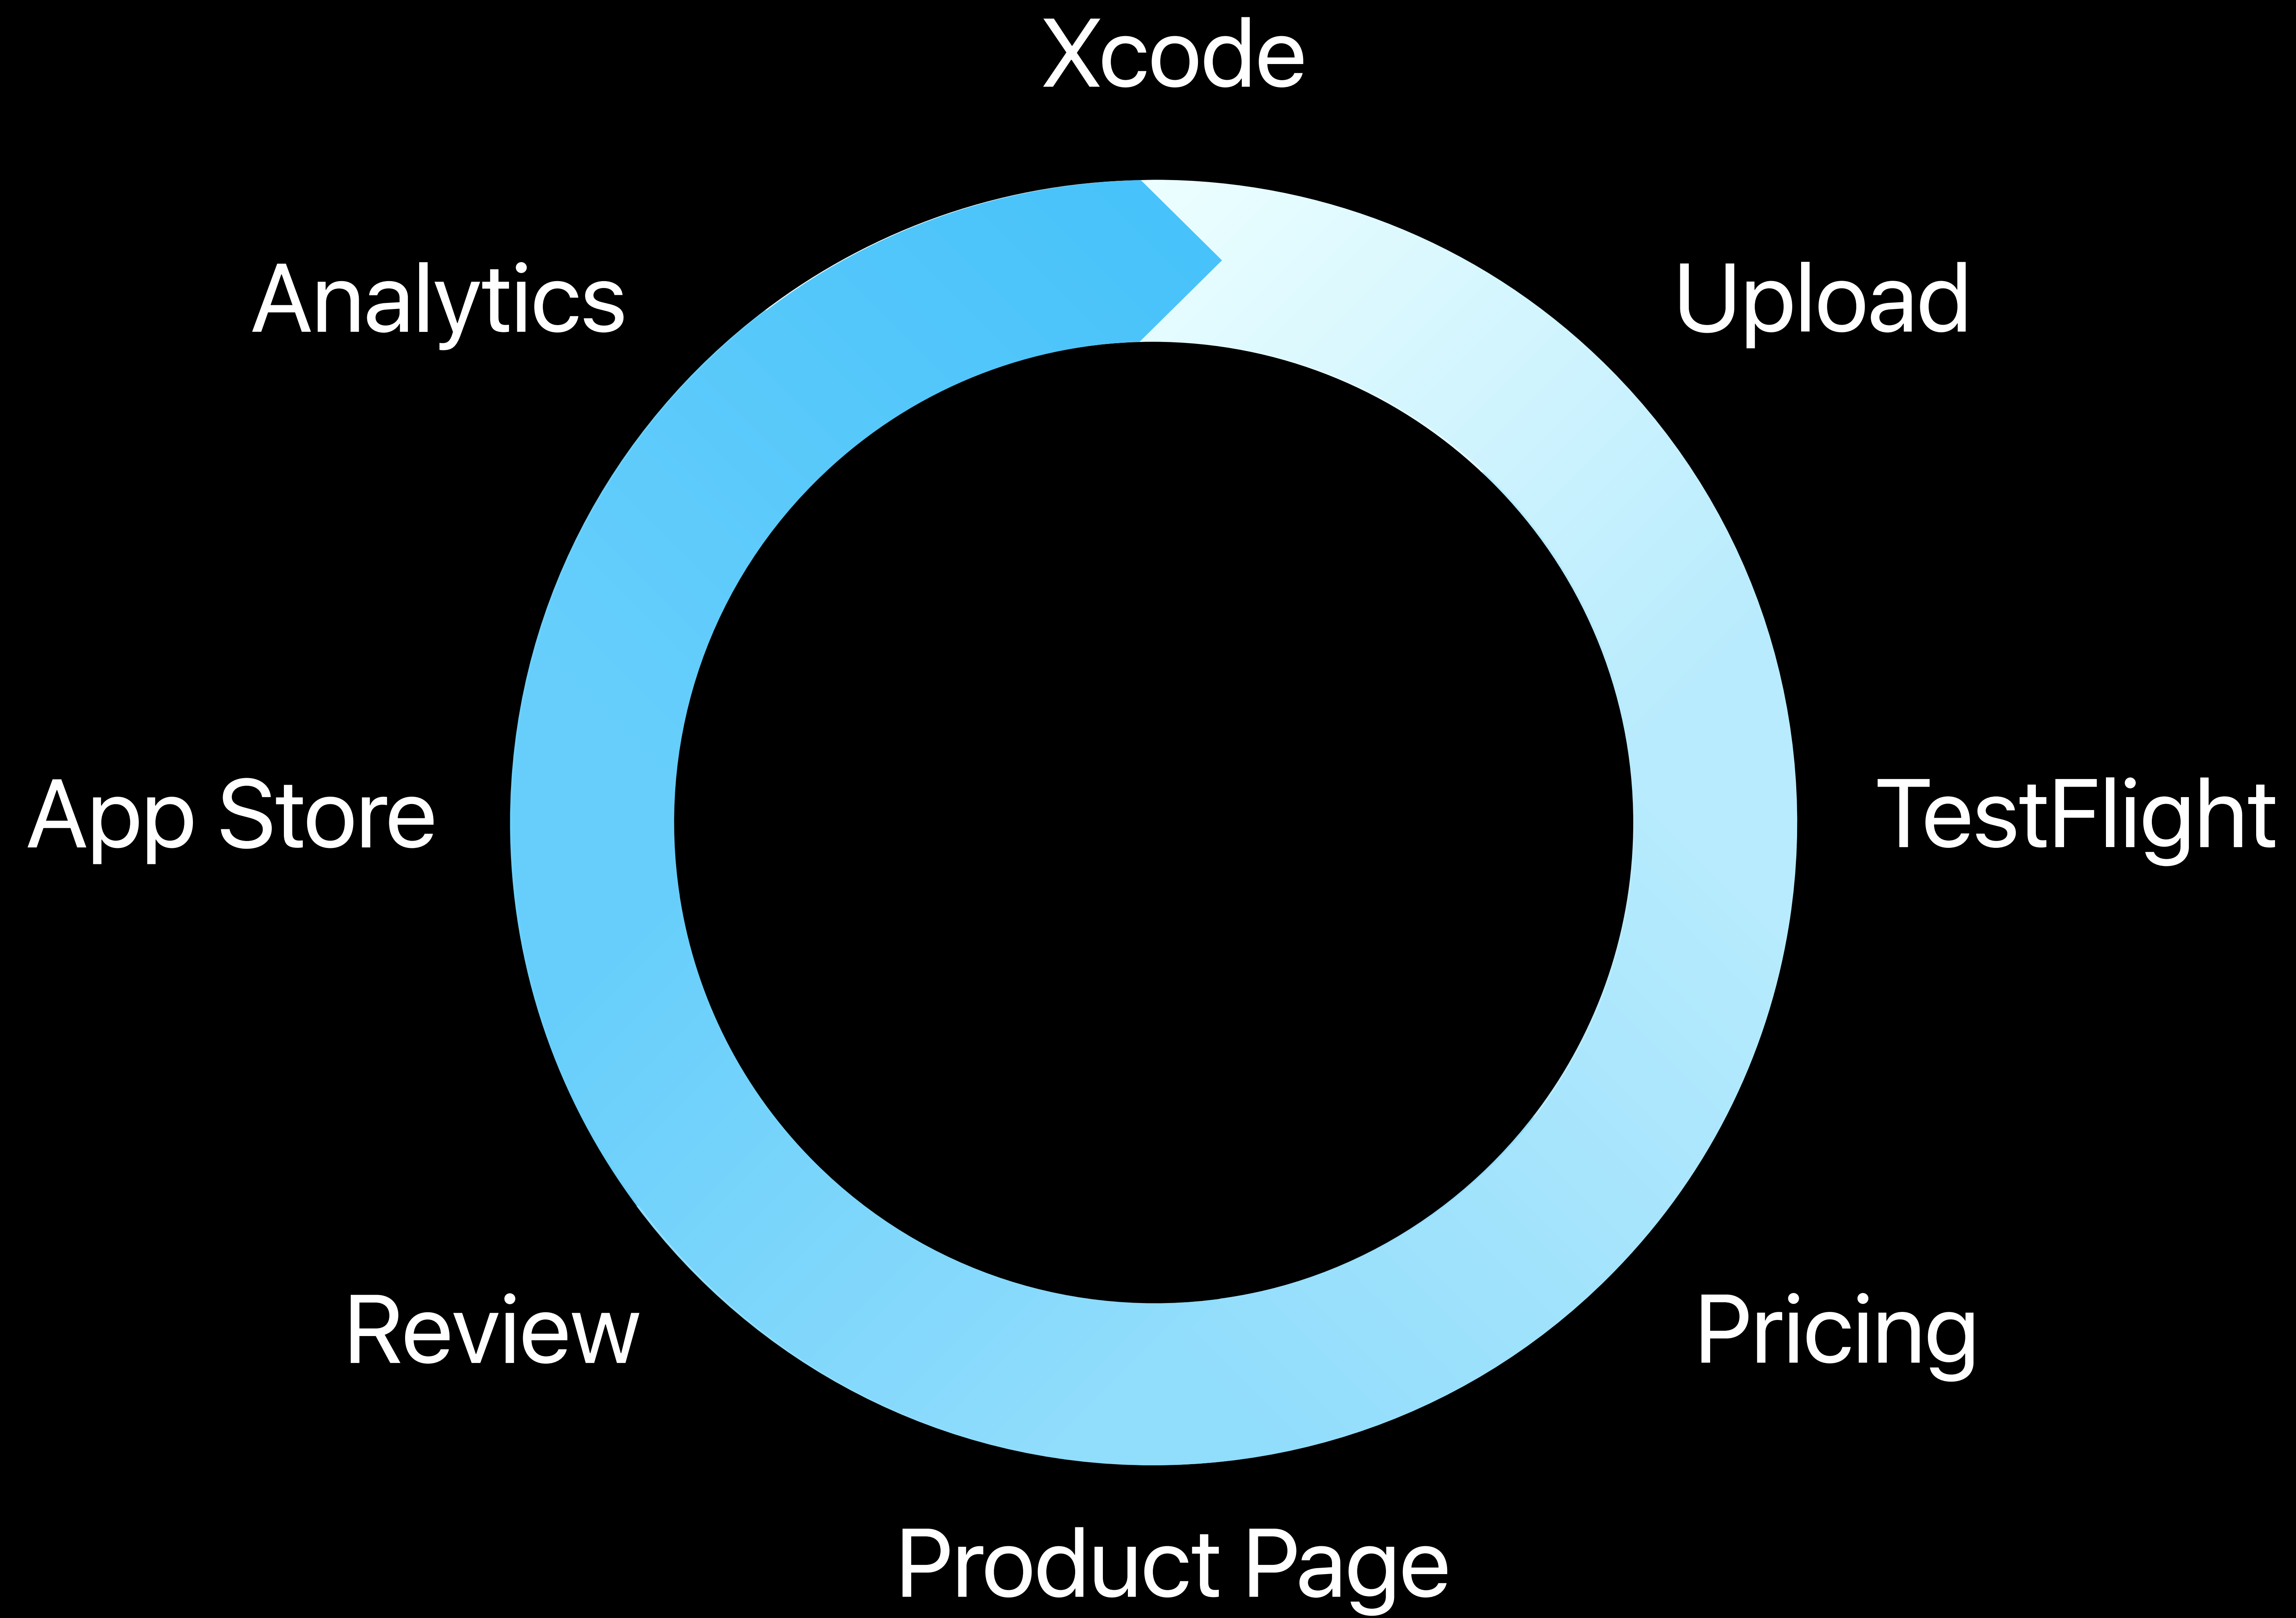 Xcode
Analytics
Upload
App Store
TestFlight
Review
Pricing
Product Page